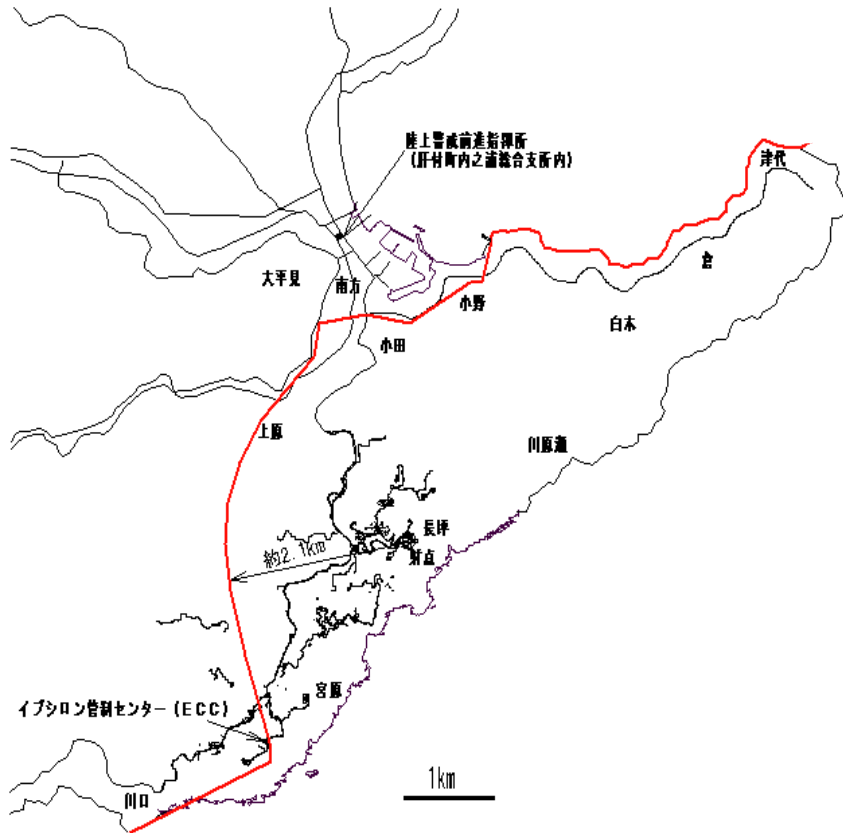 陸上警戒前進指揮所
(肝付町内之浦総合支所内)
津代
大平見
南方
小野
倉
白木
小田
上原
川原瀬
長坪
射点
約2.1km
宮原
イプシロン管制センター(ECC)
川口
1km